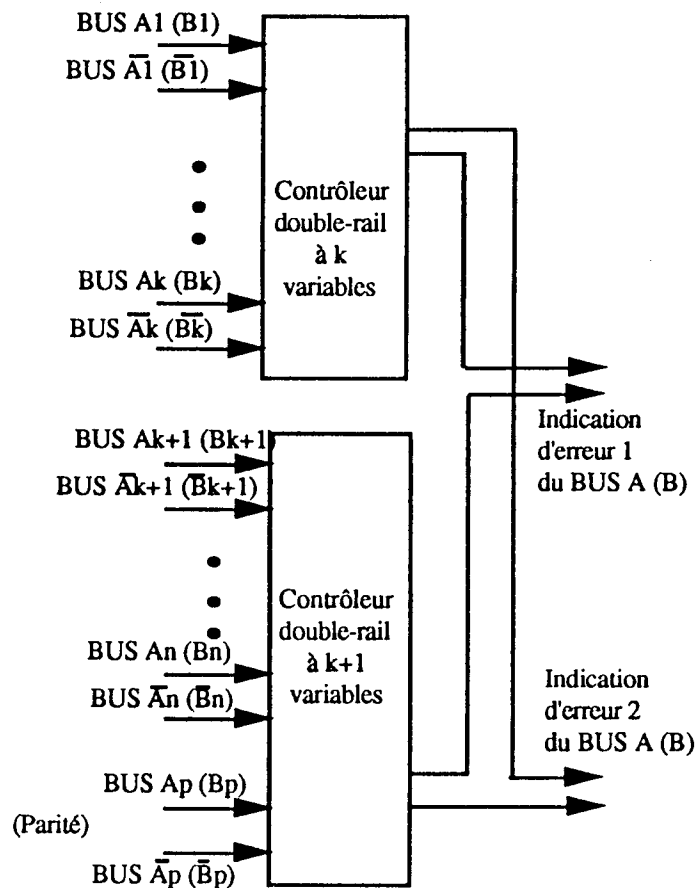 BUS A1 (B1)
BUS A̅1 (B̅1̅)
BUS Ak (Bk)
BUS A̅k (B̅k̅)
Contrôleur
double-rail
à k
variables
Indication
d'erreur 1
du BUS A (B)
BUS Ak+1 (Bk+1)
BUS A̅k+1 (B̅k+1)
BUS An (Bn)
BUS A̅n (B̅n)
BUS Ap (Bp)
(Parité)
BUS A̅p (B̅p)
Contrôleur
double-rail
à k+1
variables
Indication
d'erreur 2
du BUS A (B)